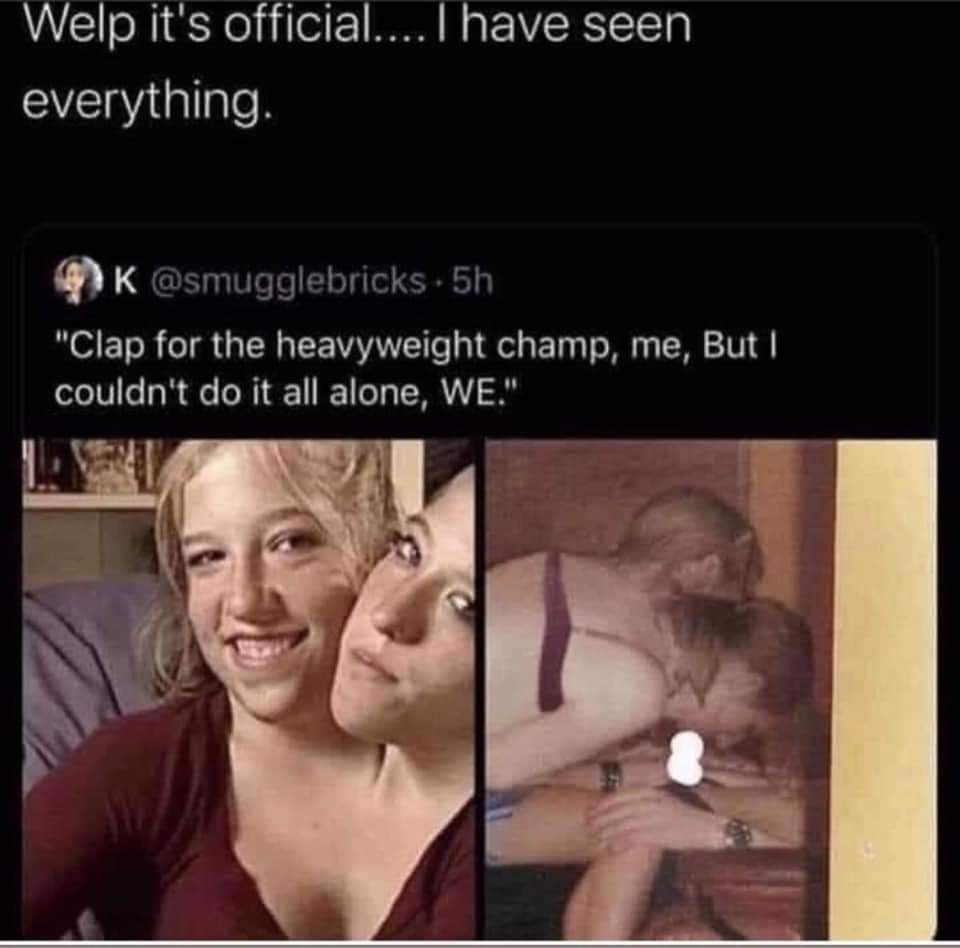 Welp it's official.... I have seen
everything.
K @smugglebricks · 5h
"Clap for the heavyweight champ, me, But I
couldn't do it all alone, WE."